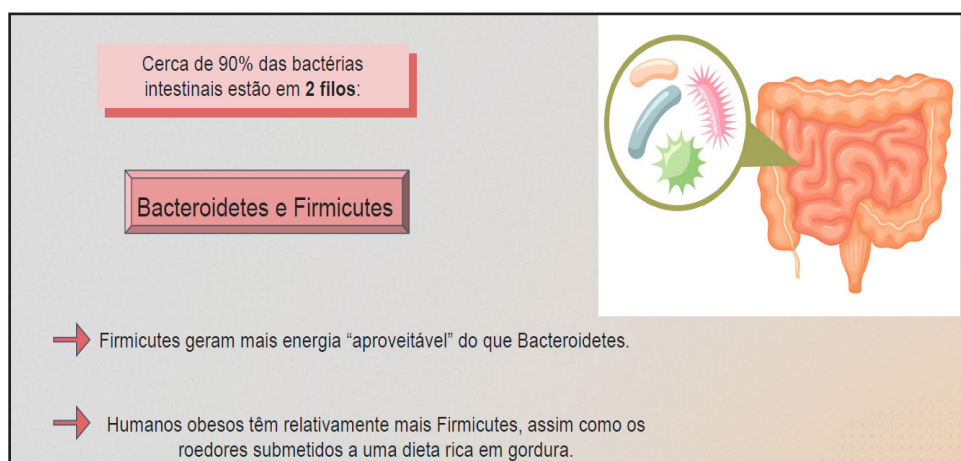 Cerca de 90% das bactérias
intestinais estão em 2 filos:
Bacteroidetes e Firmicutes
Firmicutes geram mais energia “aproveitável” do que Bacteroidetes.
Humanos obesos têm relativamente mais Firmicutes, assim como os
roedores submetidos a uma dieta rica em gordura.